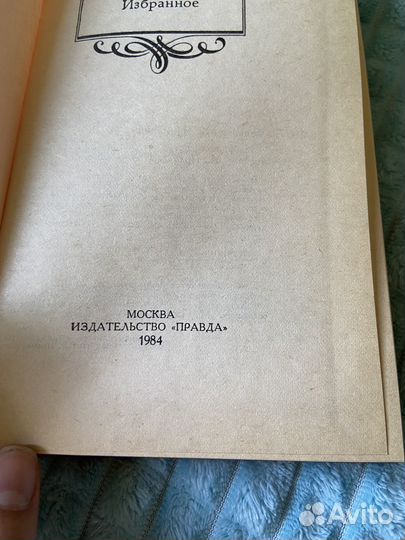 Избранное
МОСКВА
ИЗДАТЕЛЬСТВО «ПРАВДА»
1984
Avito